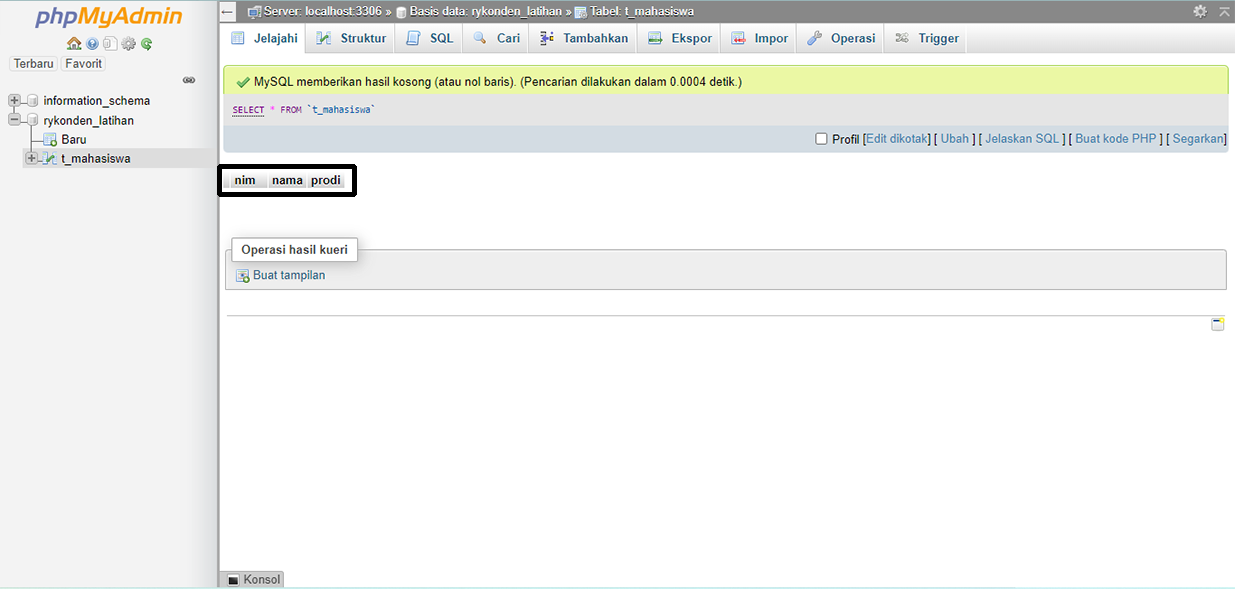 phpMyAdmin
Terbaru Favorit
information_schema
rykonden_latihan
Baru
t_mahasiswa
Server: localhost:3306 » Basis data: rykonden_latihan » Tabel: t_mahasiswa
Jelajahi Struktur SQL Cari Tambahkan Ekspor Impor Operasi Trigger
MySQL memberikan hasil kosong (atau nol baris). (Pencarian dilakukan dalam 0.0004 detik.)
SELECT * FROM `t_mahasiswa`
Profil [Edit dikotak] [ Ubah ] [ Jelaskan SQL ] [ Buat kode PHP ] [ Segarkan]
nim nama prodi
Operasi hasil kueri
Buat tampilan
Konsol